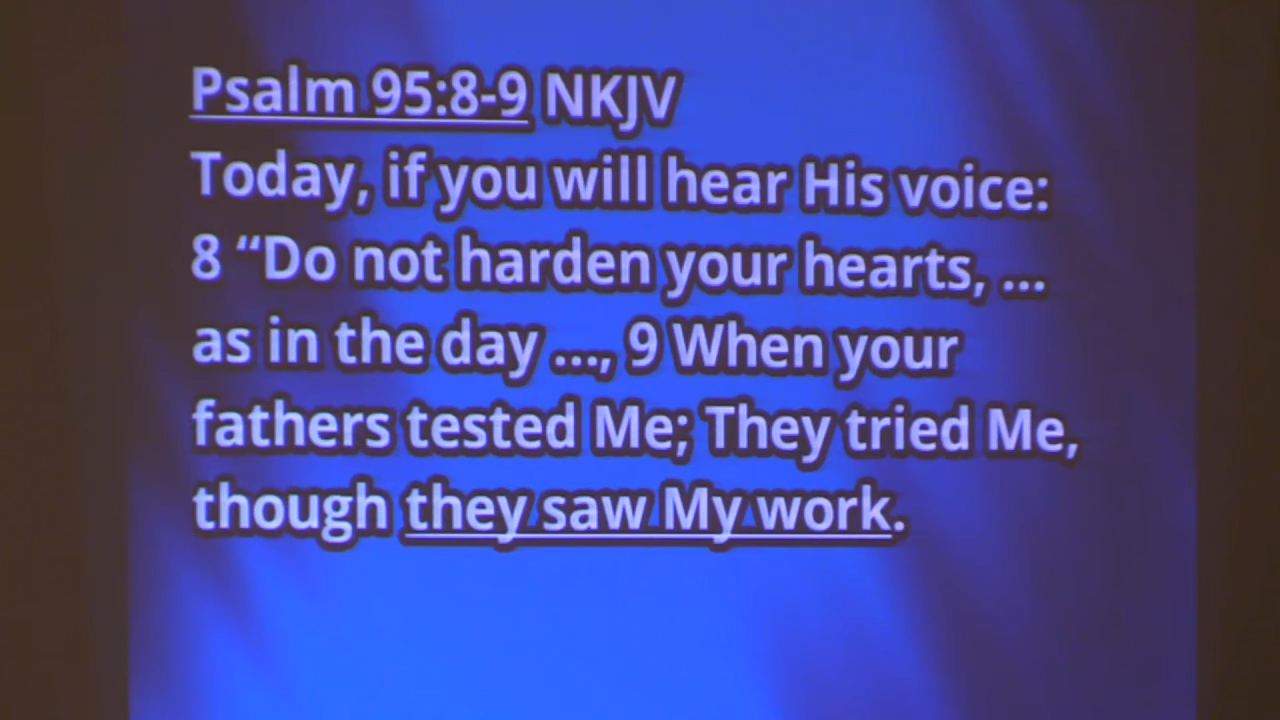 Psalm 95:8-9 NKJV
Today, if you will hear His voice:
8 “Do not harden your hearts, ...
as in the day ..., 9 When your
fathers tested Me; They tried Me,
though they saw My work.